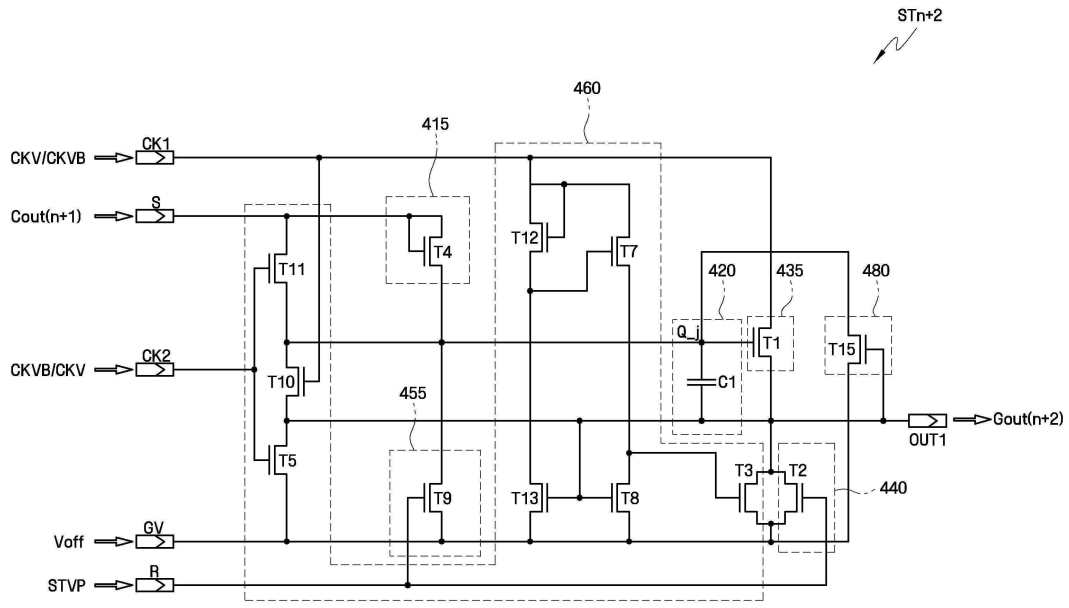 STn+2
460
415
CKV/CKVB
CK1
Cout(n+1)
S
T12
T7
T4
T11
420
435
480
Q_j
T1
T15
CKVB/CKV
CK2
T10
C1
455
Gout(n+2)
OUT1
T5
T9
T13
T8
T3
T2
440
Voff
GV
STVP
R